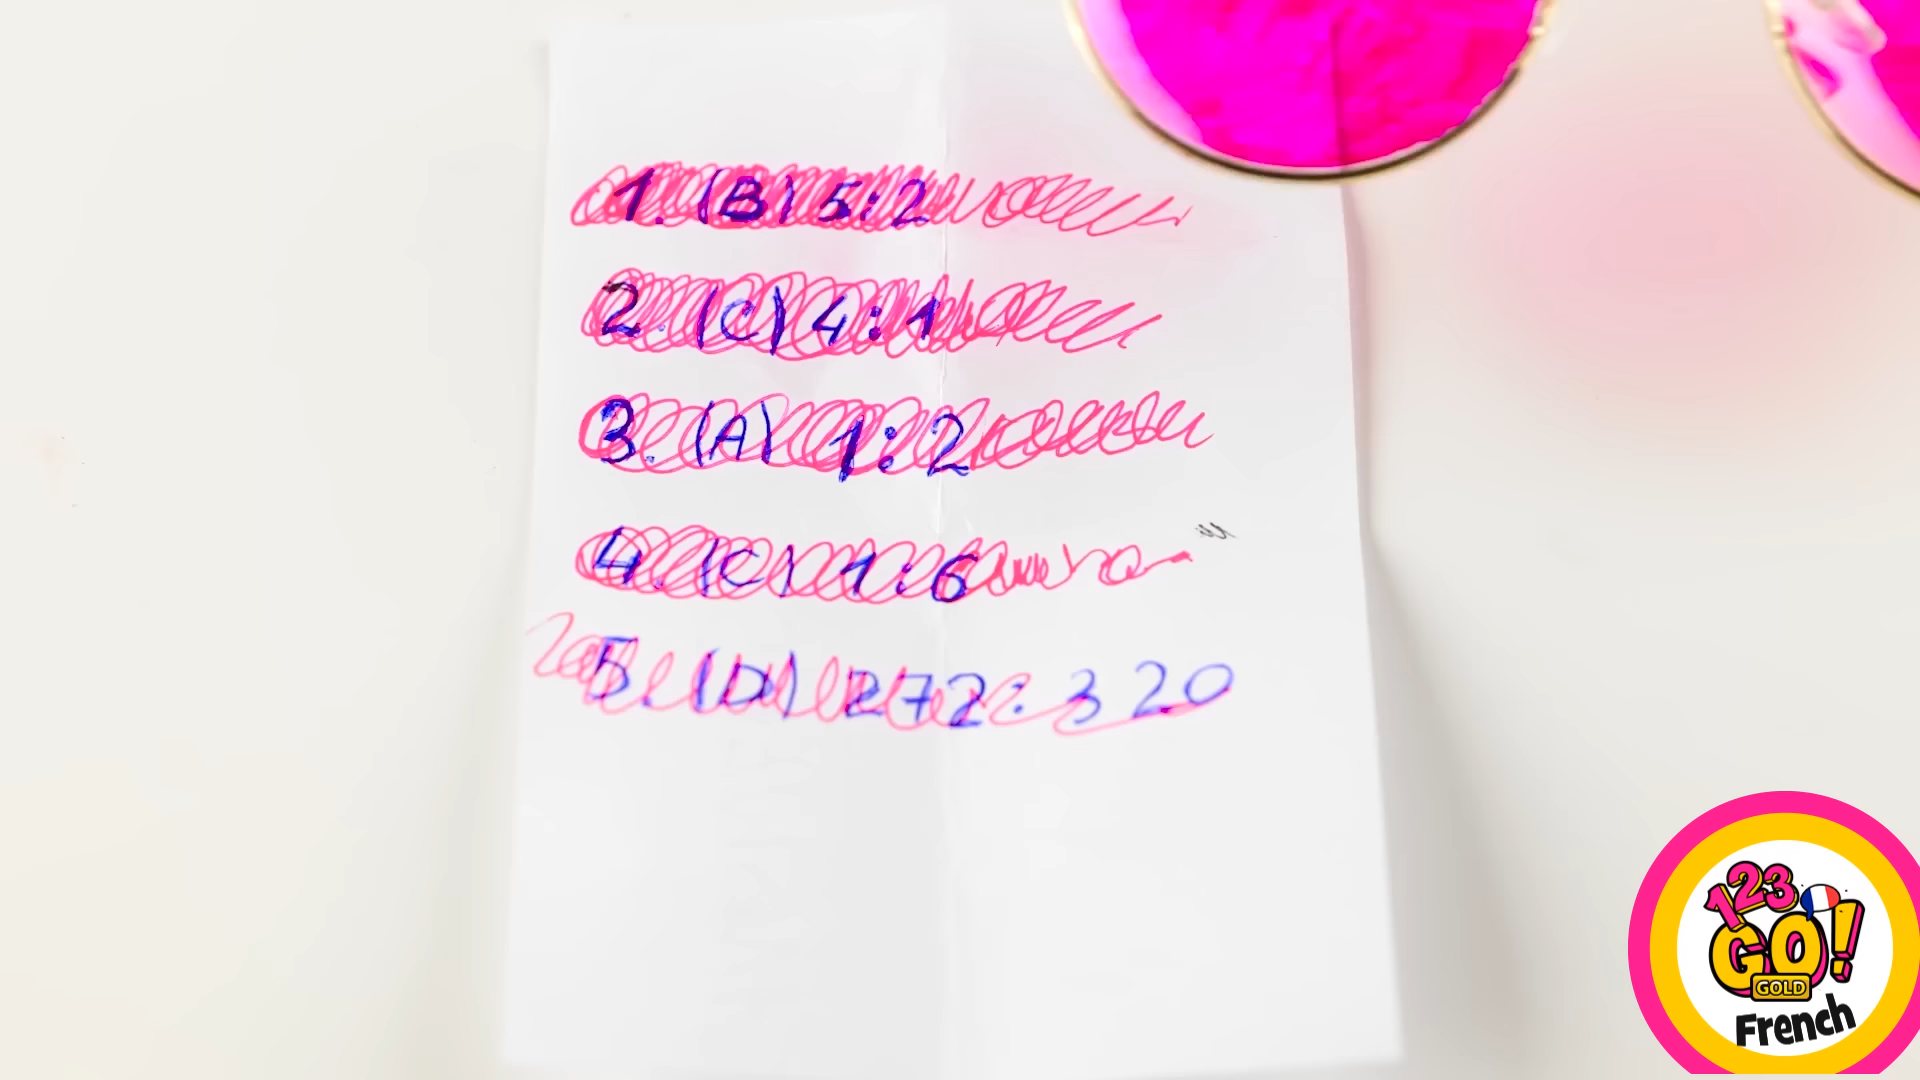 1. (B) 5:2
2. (C) 4:1
3. (A) 1:2
4. (C) 1:6
5. (D) 272:320
123
GO!
GOLD
French